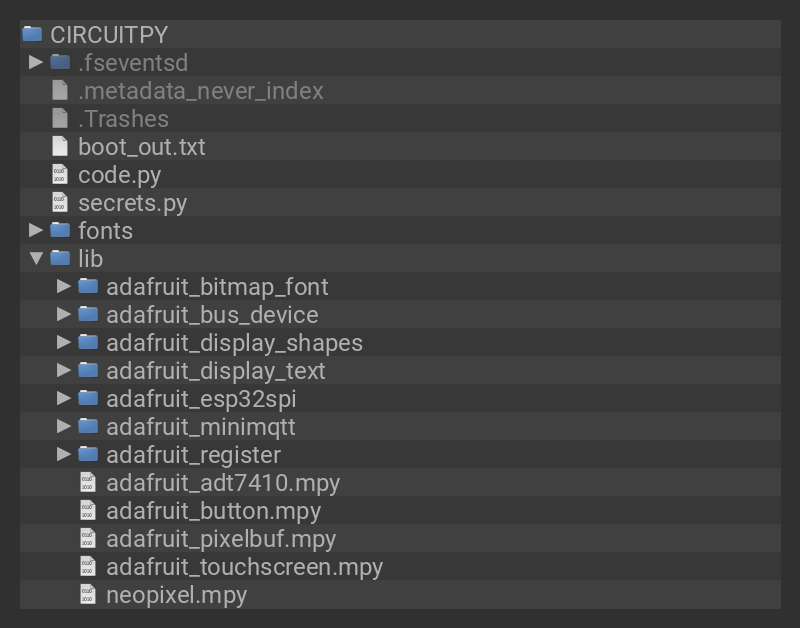 CIRCUITPY
.fseventsd
.metadata_never_index
.Trashes
boot_out.txt
code.py
secrets.py
fonts
lib
adafruit_bitmap_font
adafruit_bus_device
adafruit_display_shapes
adafruit_display_text
adafruit_esp32spi
adafruit_minimqtt
adafruit_register
adafruit_adt7410.mpy
adafruit_button.mpy
adafruit_pixelbuf.mpy
adafruit_touchscreen.mpy
neopixel.mpy